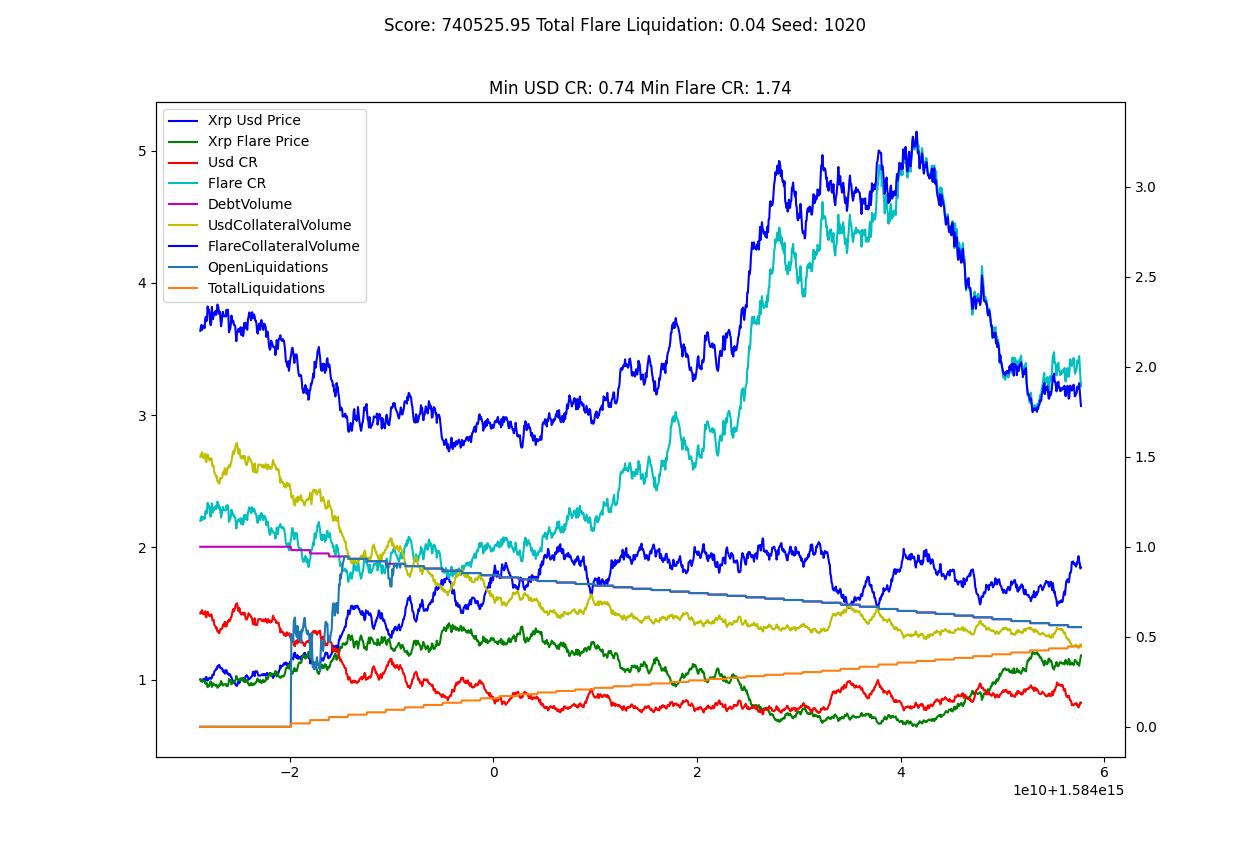 Score: 740525.95 Total Flare Liquidation: 0.04 Seed: 1020
Min USD CR: 0.74 Min Flare CR: 1.74
Xrp Usd Price
Xrp Flare Price
Usd CR
Flare CR
DebtVolume
UsdCollateralVolume
FlareCollateralVolume
OpenLiquidations
TotalLiquidations
5
4
3
2
1
3.0
2.5
2.0
1.5
1.0
0.5
0.0
−2
0
2
4
6
1e10+1.584e15